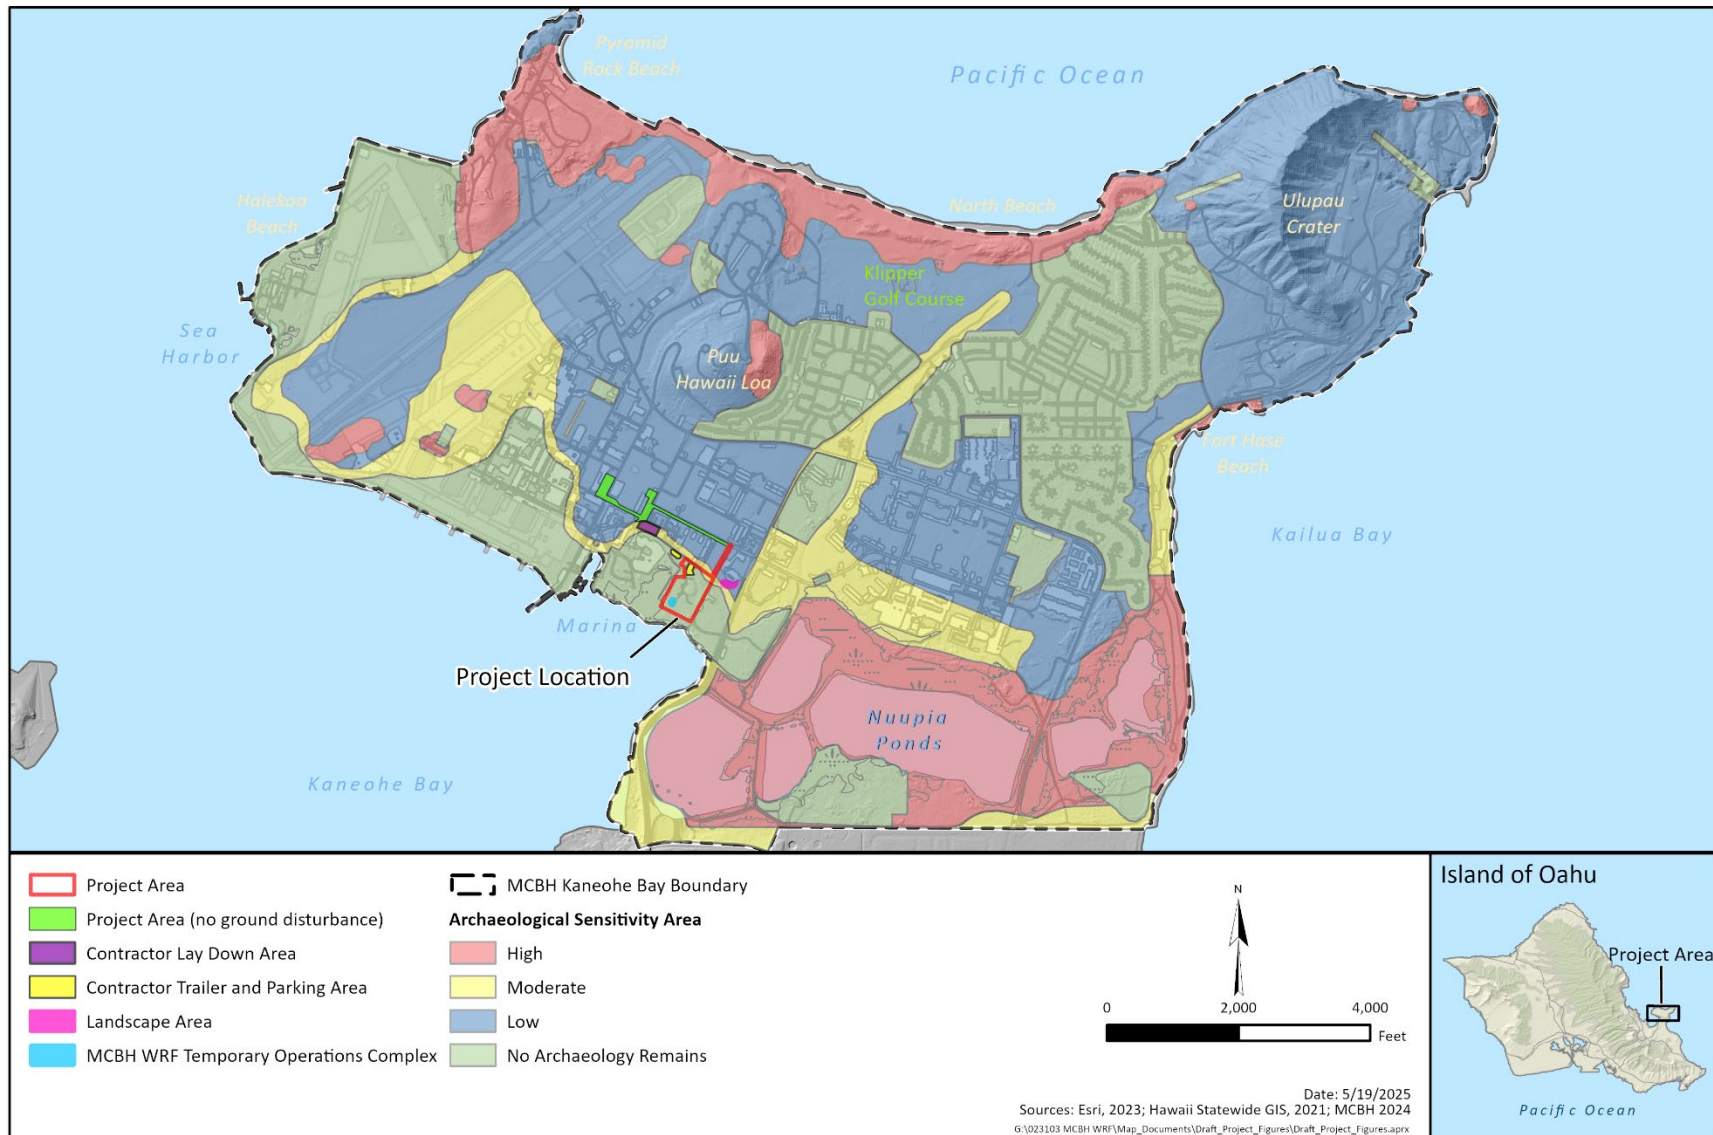 Pyramid
Rock Beach
Pacific Ocean
Halekoa
Beach
North Beach
Ulupau
Crater
Klipper
Golf Course
Sea
Harbor
Puu
Hawaii Loa
Fort Hase
Beach
Kailua Bay
Marina
Project Location
Nuupia
Ponds
Kaneohe Bay
Project Area
Project Area (no ground disturbance)
Contractor Lay Down Area
Contractor Trailer and Parking Area
Landscape Area
MCBH WRF Temporary Operations Complex
MCBH Kaneohe Bay Boundary
Archaeological Sensitivity Area
High
Moderate
Low
No Archaeology Remains
N
0 2,000 4,000
Feet
Date: 5/19/2025
Sources: Esri, 2023; Hawaii Statewide GIS, 2021; MCBH 2024
G:\023103 MCBH WRF\Map_Documents\Draft_Project_Figures\Draft_Project_Figures.aprx
Island of Oahu
Project Area
Pacific Ocean